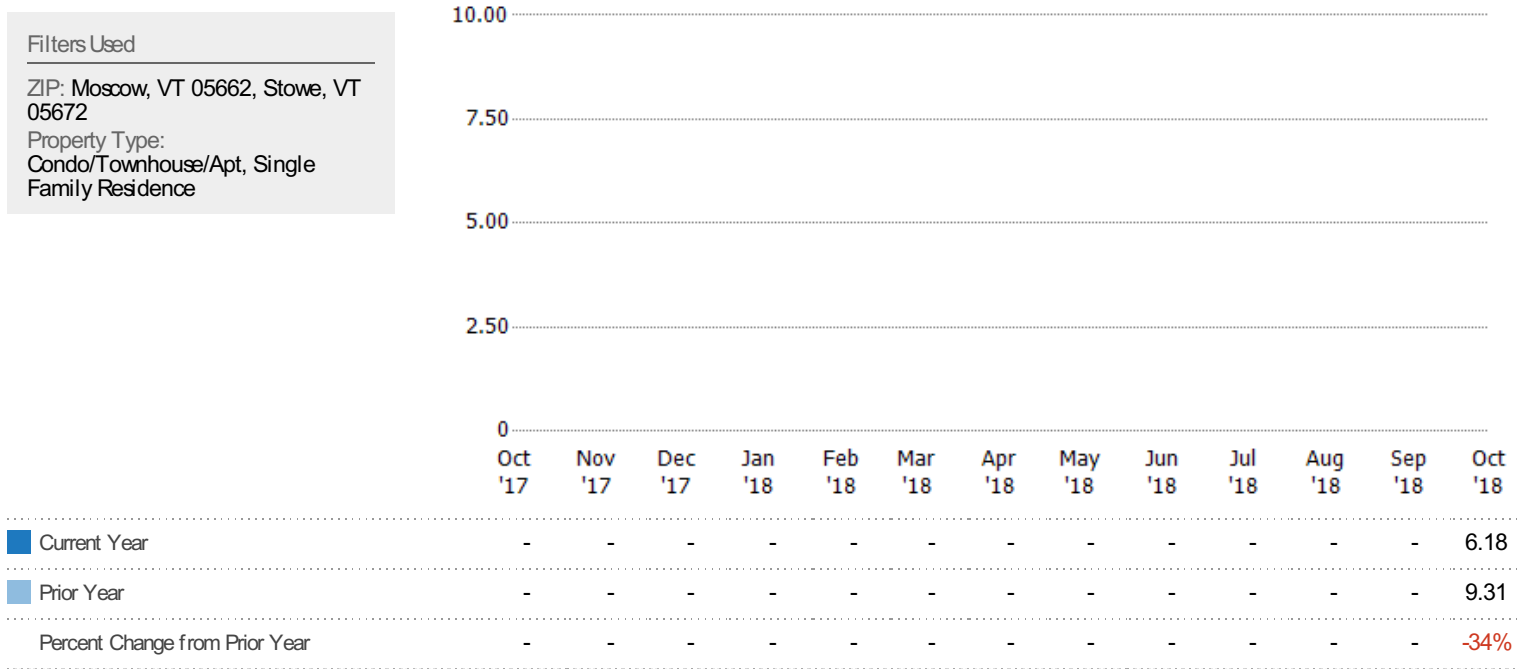 Filters Used
ZIP: Moscow, VT 05662, Stowe, VT
05672
Property Type:
Condo/Townhouse/Apt, Single
Family Residence
10.00
7.50
5.00
2.50
0
Oct Nov Dec Jan Feb Mar Apr May Jun Jul Aug Sep Oct
'17 '17 '17 '18 '18 '18 '18 '18 '18 '18 '18 '18 '18
Current Year - - - - - - - - - - - - 6.18
Prior Year - - - - - - - - - - - - 9.31
Percent Change from Prior Year - - - - - - - - - - - - -34%